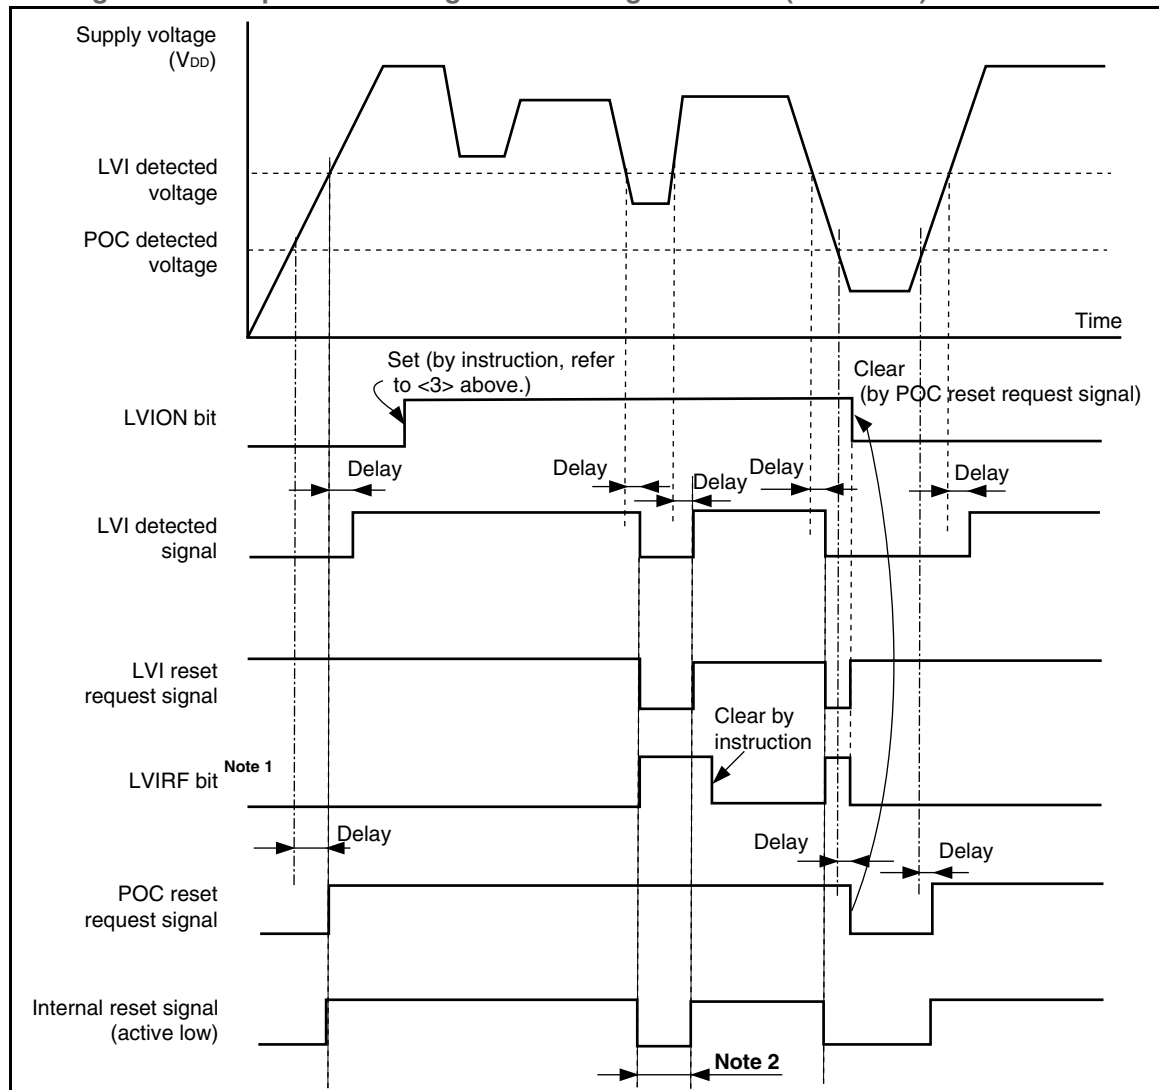 Supply voltage
(VDD)
LVI detected
voltage
POC detected
voltage
Time
Set (by instruction, refer
to <3> above.)
Clear
(by POC reset request signal)
LVION bit
Delay
Delay
Delay
Delay
Delay
LVI detected
signal
LVI reset
request signal
Clear by
instruction
LVIRF bit Note 1
Delay
Delay
Delay
POC reset
request signal
Internal reset signal
(active low)
Note 2